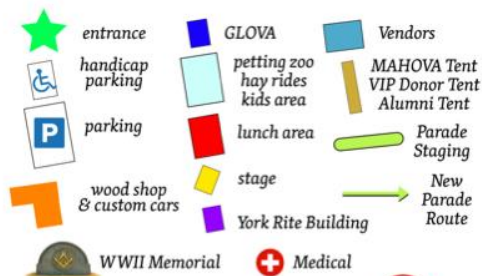 entrance
handicap
parking
P
parking
wood shop
& custom cars
GLOVA
petting zoo
hay rides
kids area
lunch area
stage
York Rite Building
Vendors
MAHOVA Tent
VIP Donor Tent
Alumni Tent
Parade
Staging
New
Parade
Route
WWII Memorial
Medical